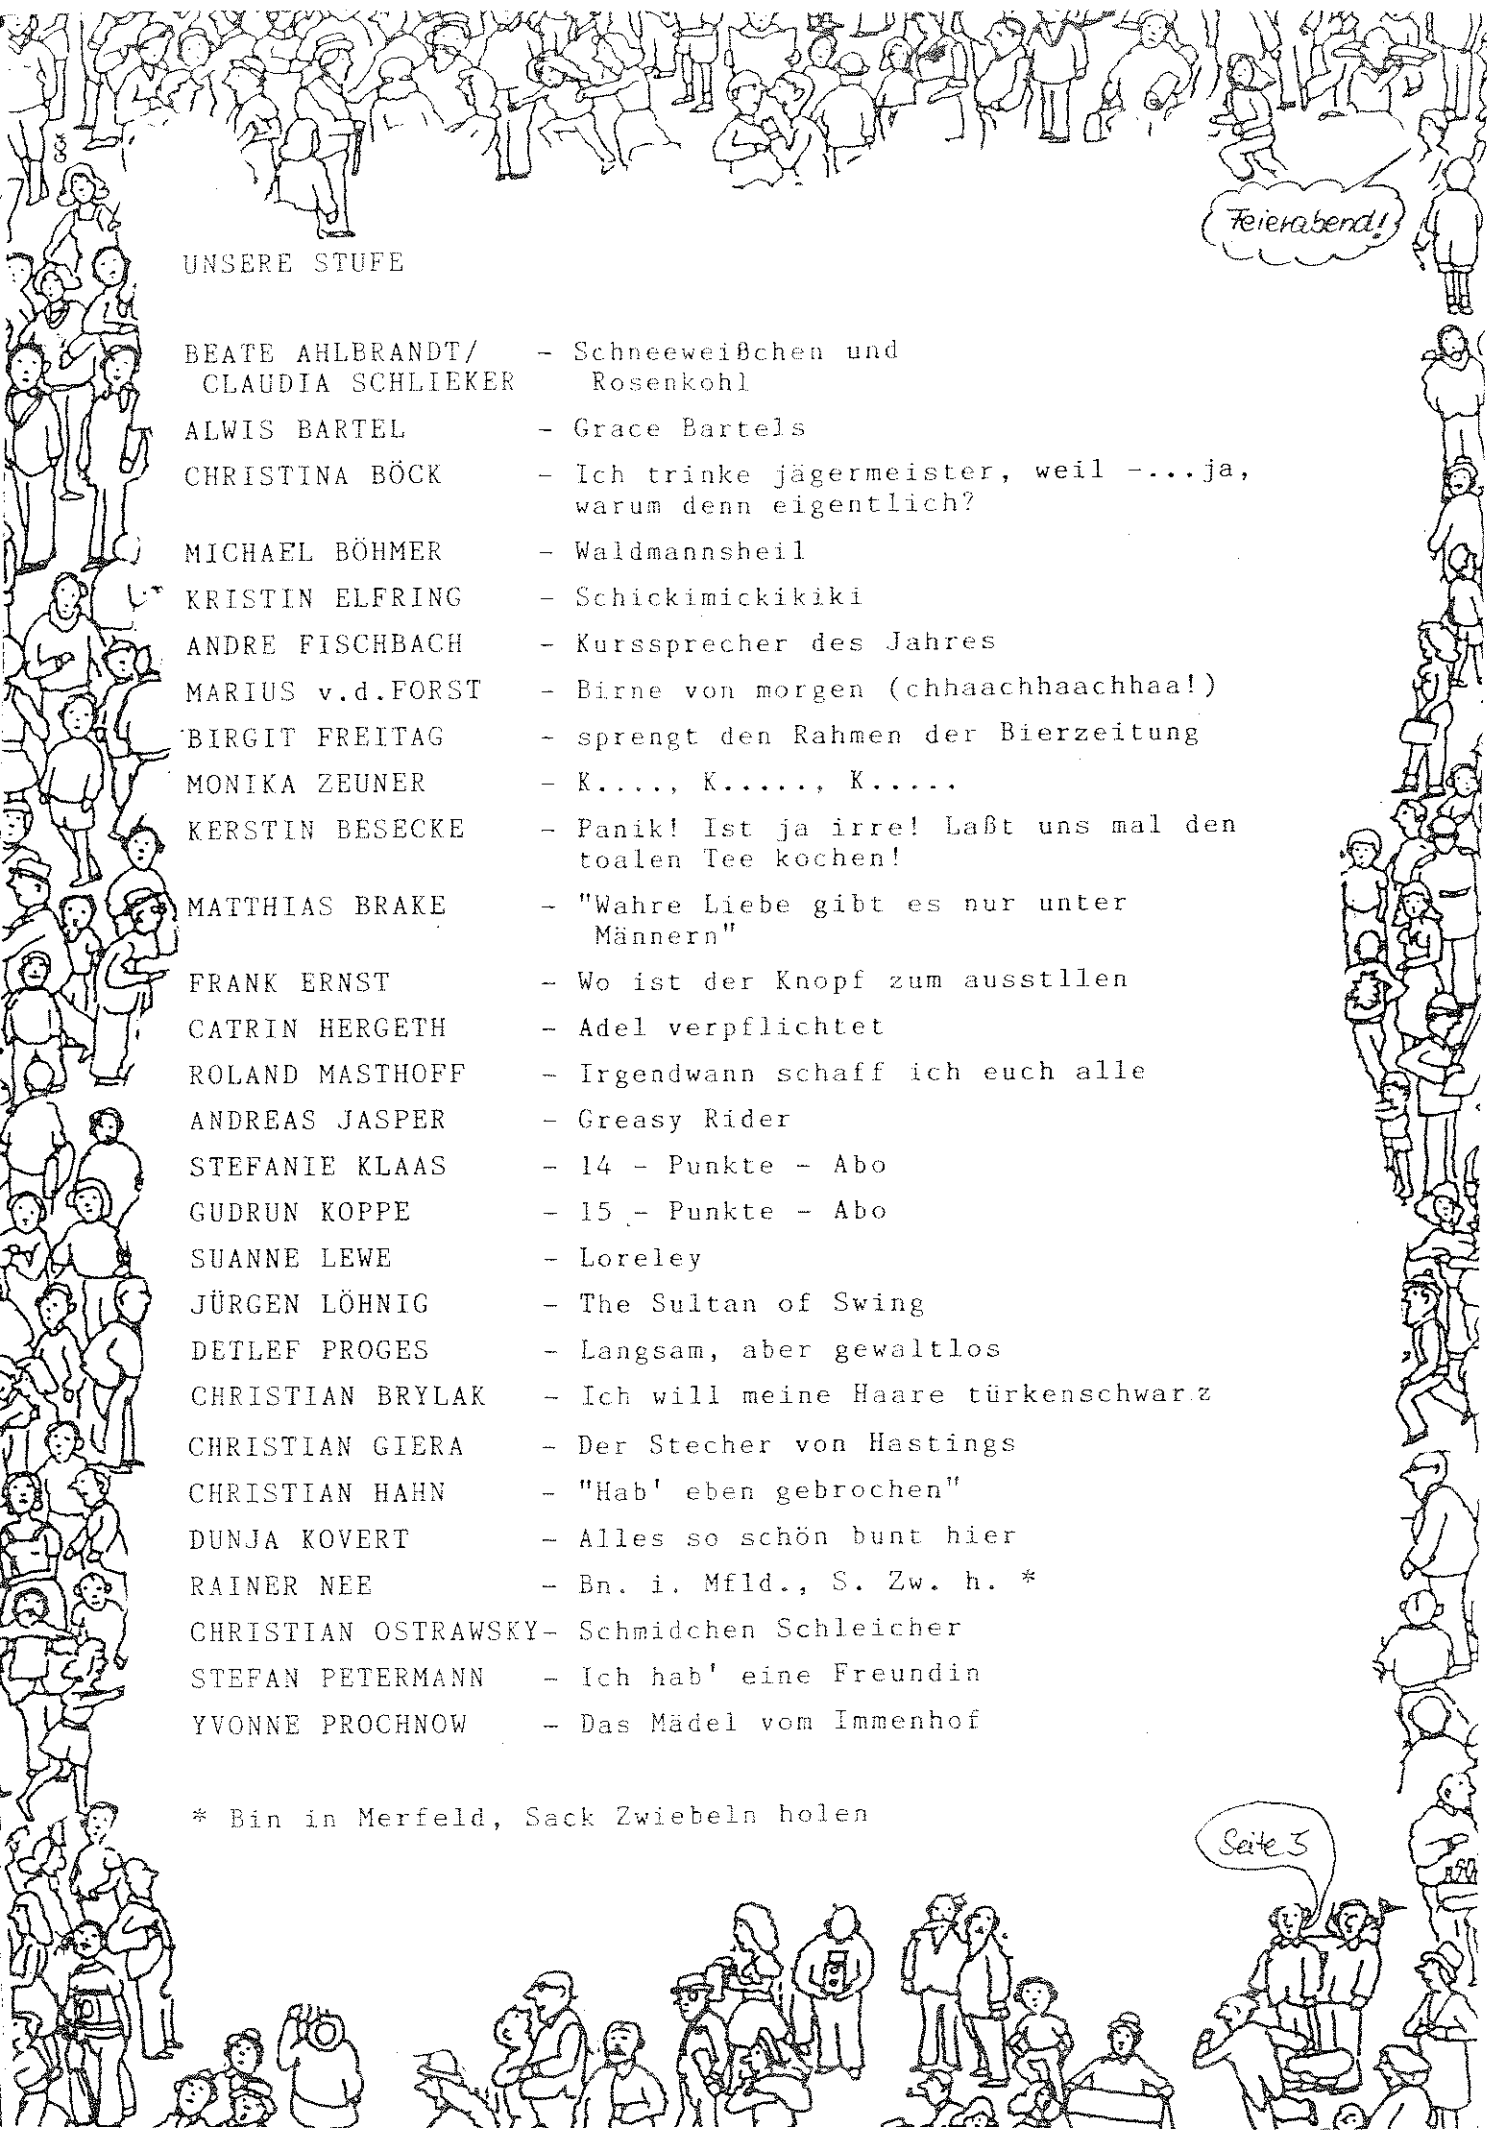 Feierabend!
UNSERE STUFE
BEATE AHLBRANDT/ - Schneeweißchen und
CLAUDIA SCHLIEKER Rosenkohl
ALWIS BARTEL - Grace Bartels
CHRISTINA BÖCK - Ich trinke jägermeister, weil -...ja,
warum denn eigentlich?
MICHAEL BÖHMER - Waldmannsheil
KRISTIN ELFRING - Schickimickikiki
ANDRE FISCHBACH - Kurssprecher des Jahres
MARIUS v.d.FORST - Birne von morgen (chhaachhaachhaa!)
BIRGIT FREITAG - sprengt den Rahmen der Bierzeitung
MONIKA ZEUNER - K...., K....., K.....
KERSTIN BESECKE - Panik! Ist ja irre! Laßt uns mal den
toalen Tee kochen!
MATTHIAS BRAKE - "Wahre Liebe gibt es nur unter
Männern"
FRANK ERNST - Wo ist der Knopf zum ausstllen
CATRIN HERGETH - Adel verpflichtet
ROLAND MASTHOFF - Irgendwann schaff ich euch alle
ANDREAS JASPER - Greasy Rider
STEFANIE KLAAS - 14 - Punkte - Abo
GUDRUN KOPPE - 15 - Punkte - Abo
SUANNE LEWE - Loreley
JÜRGEN LÖHNIG - The Sultan of Swing
DETLEF PROGES - Langsam, aber gewaltlos
CHRISTIAN BRYLAK - Ich will meine Haare türkenschwarz
CHRISTIAN GIERA - Der Stecher von Hastings
CHRISTIAN HAHN - "Hab' eben gebrochen"
DUNJA KOVERT - Alles so schön bunt hier
RAINER NEE - Bn. i. Mfld., S. Zw. h. *
CHRISTIAN OSTRAWSKY- Schmidchen Schleicher
STEFAN PETERMANN - Ich hab' eine Freundin
YVONNE PROCHNOW - Das Mädel vom Immenhof
* Bin in Merfeld, Sack Zwiebeln holen
Seite 3